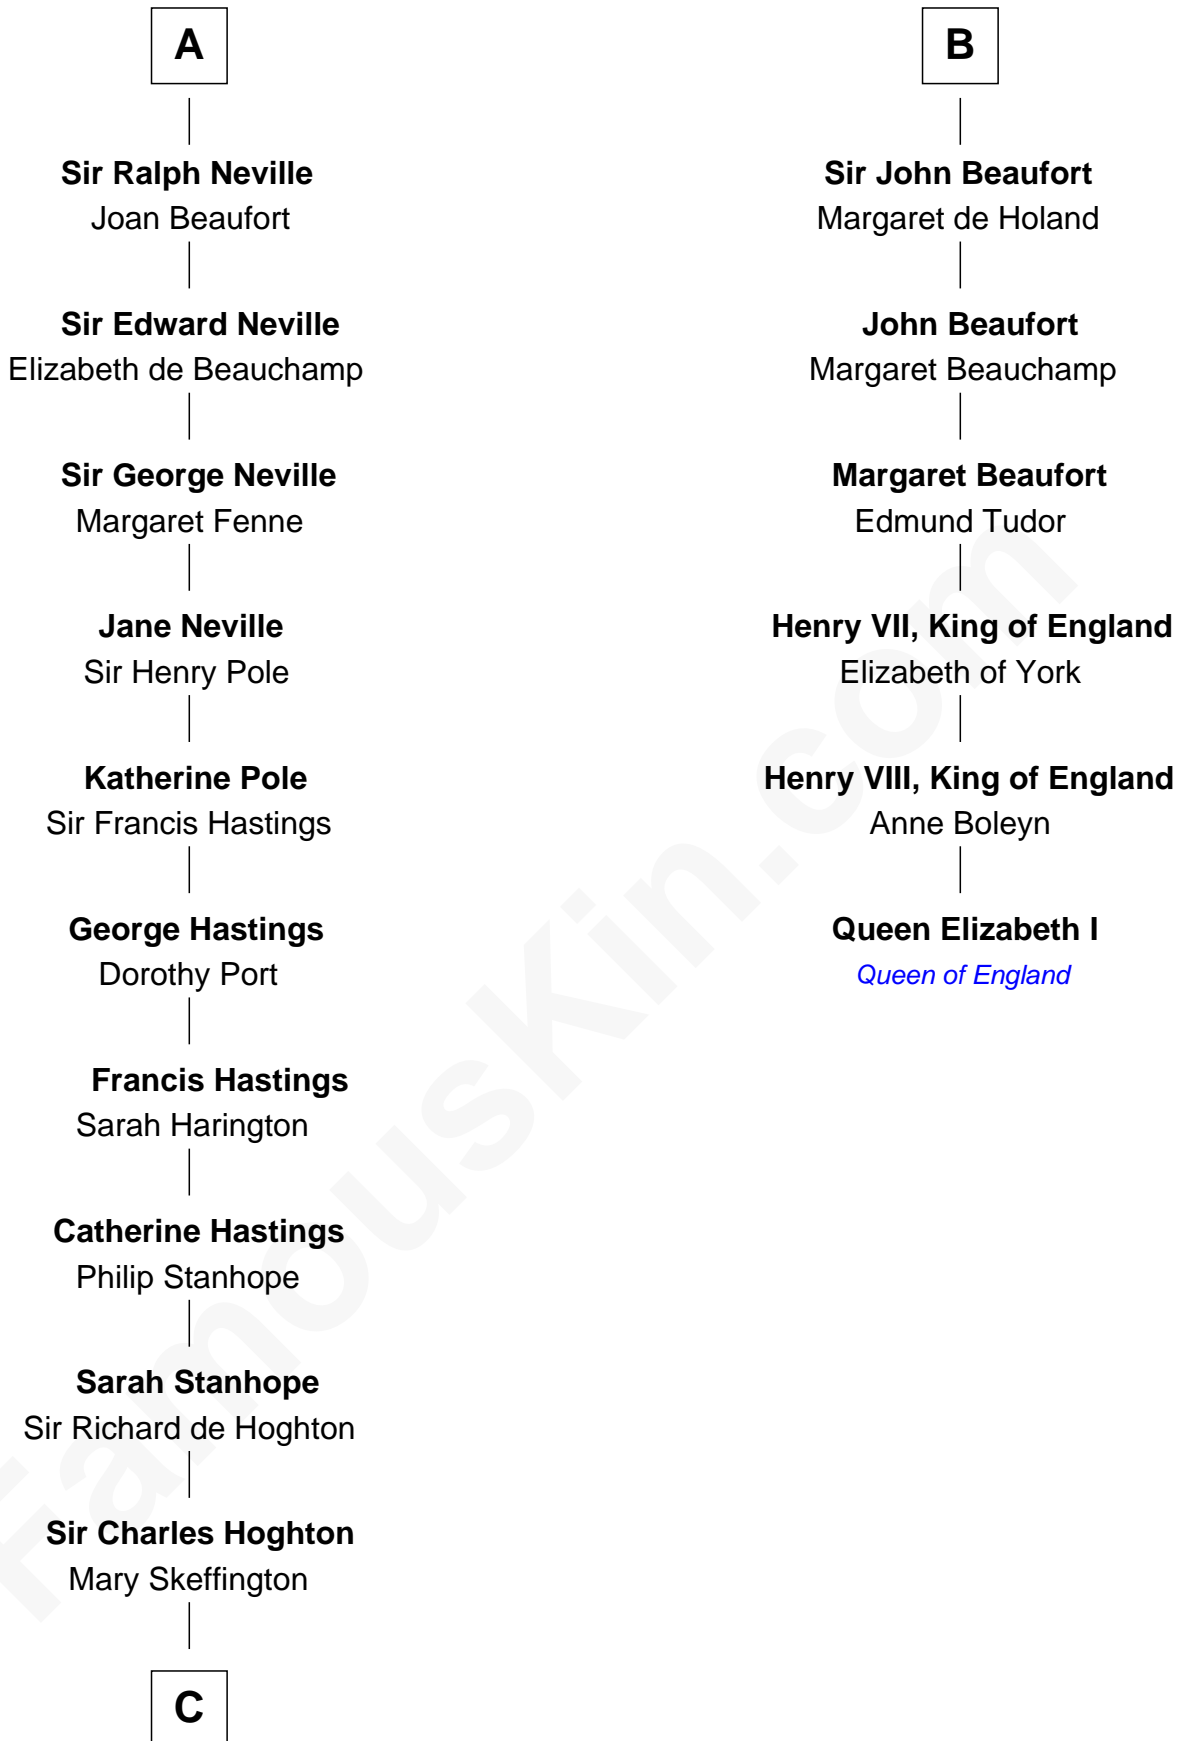 A
Sir Ralph Neville
Joan Beaufort
Sir Edward Neville
Elizabeth de Beauchamp
Sir George Neville
Margaret Fenne
Jane Neville
Sir Henry Pole
Katherine Pole
Sir Francis Hastings
George Hastings
Dorothy Port
Francis Hastings
Sarah Harington
Catherine Hastings
Philip Stanhope
Sarah Stanhope
Sir Richard de Hoghton
Sir Charles Hoghton
Mary Skeffington
C
B
Sir John Beaufort
Margaret de Holand
John Beaufort
Margaret Beauchamp
Margaret Beaufort
Edmund Tudor
Henry VII, King of England
Elizabeth of York
Henry VIII, King of England
Anne Boleyn
Queen Elizabeth I
Queen of England
FamousKin.com